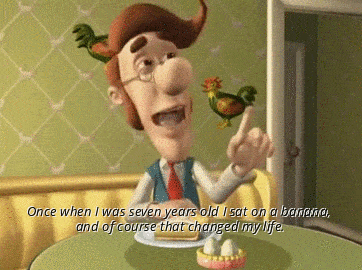 Once when I was seven years old I sat on a banana,
and of course that changed my life.